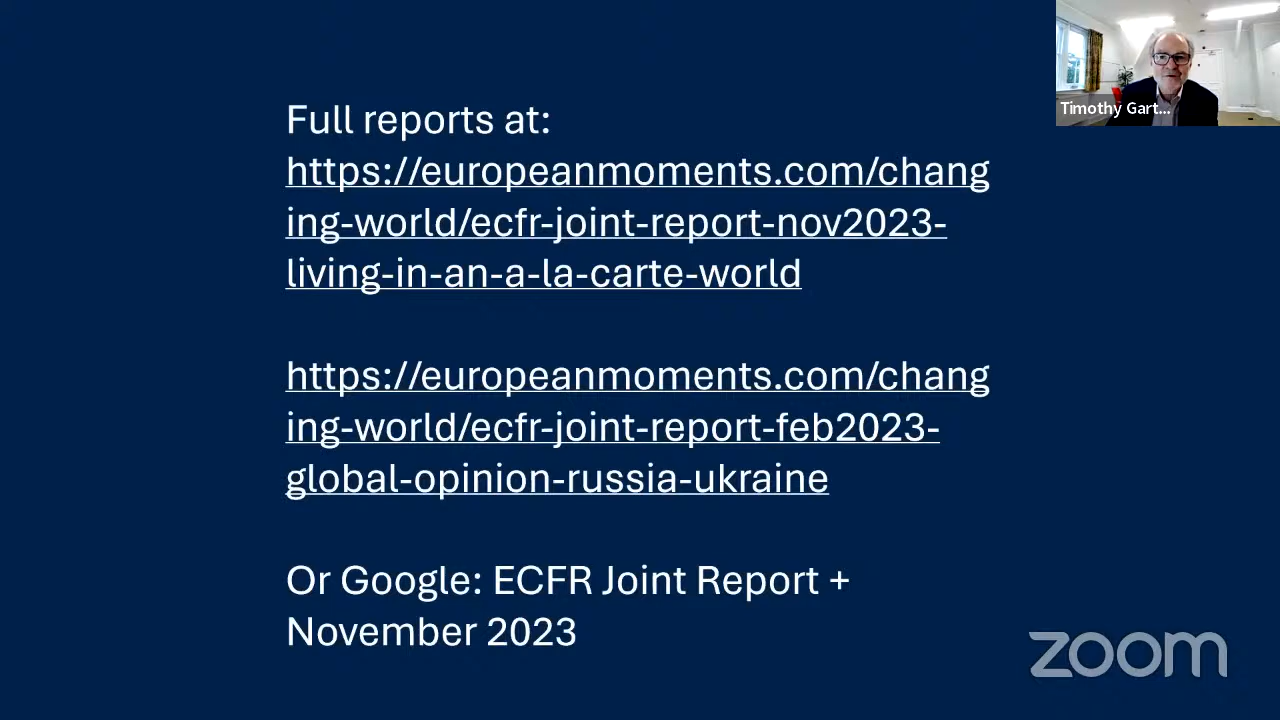 Full reports at:
https://europeanmoments.com/chang
ing-world/ecfr-joint-report-nov2023-
living-in-an-a-la-carte-world
https://europeanmoments.com/chang
ing-world/ecfr-joint-report-feb2023-
global-opinion-russia-ukraine
Or Google: ECFR Joint Report +
November 2023
Timothy Gart...
zoom